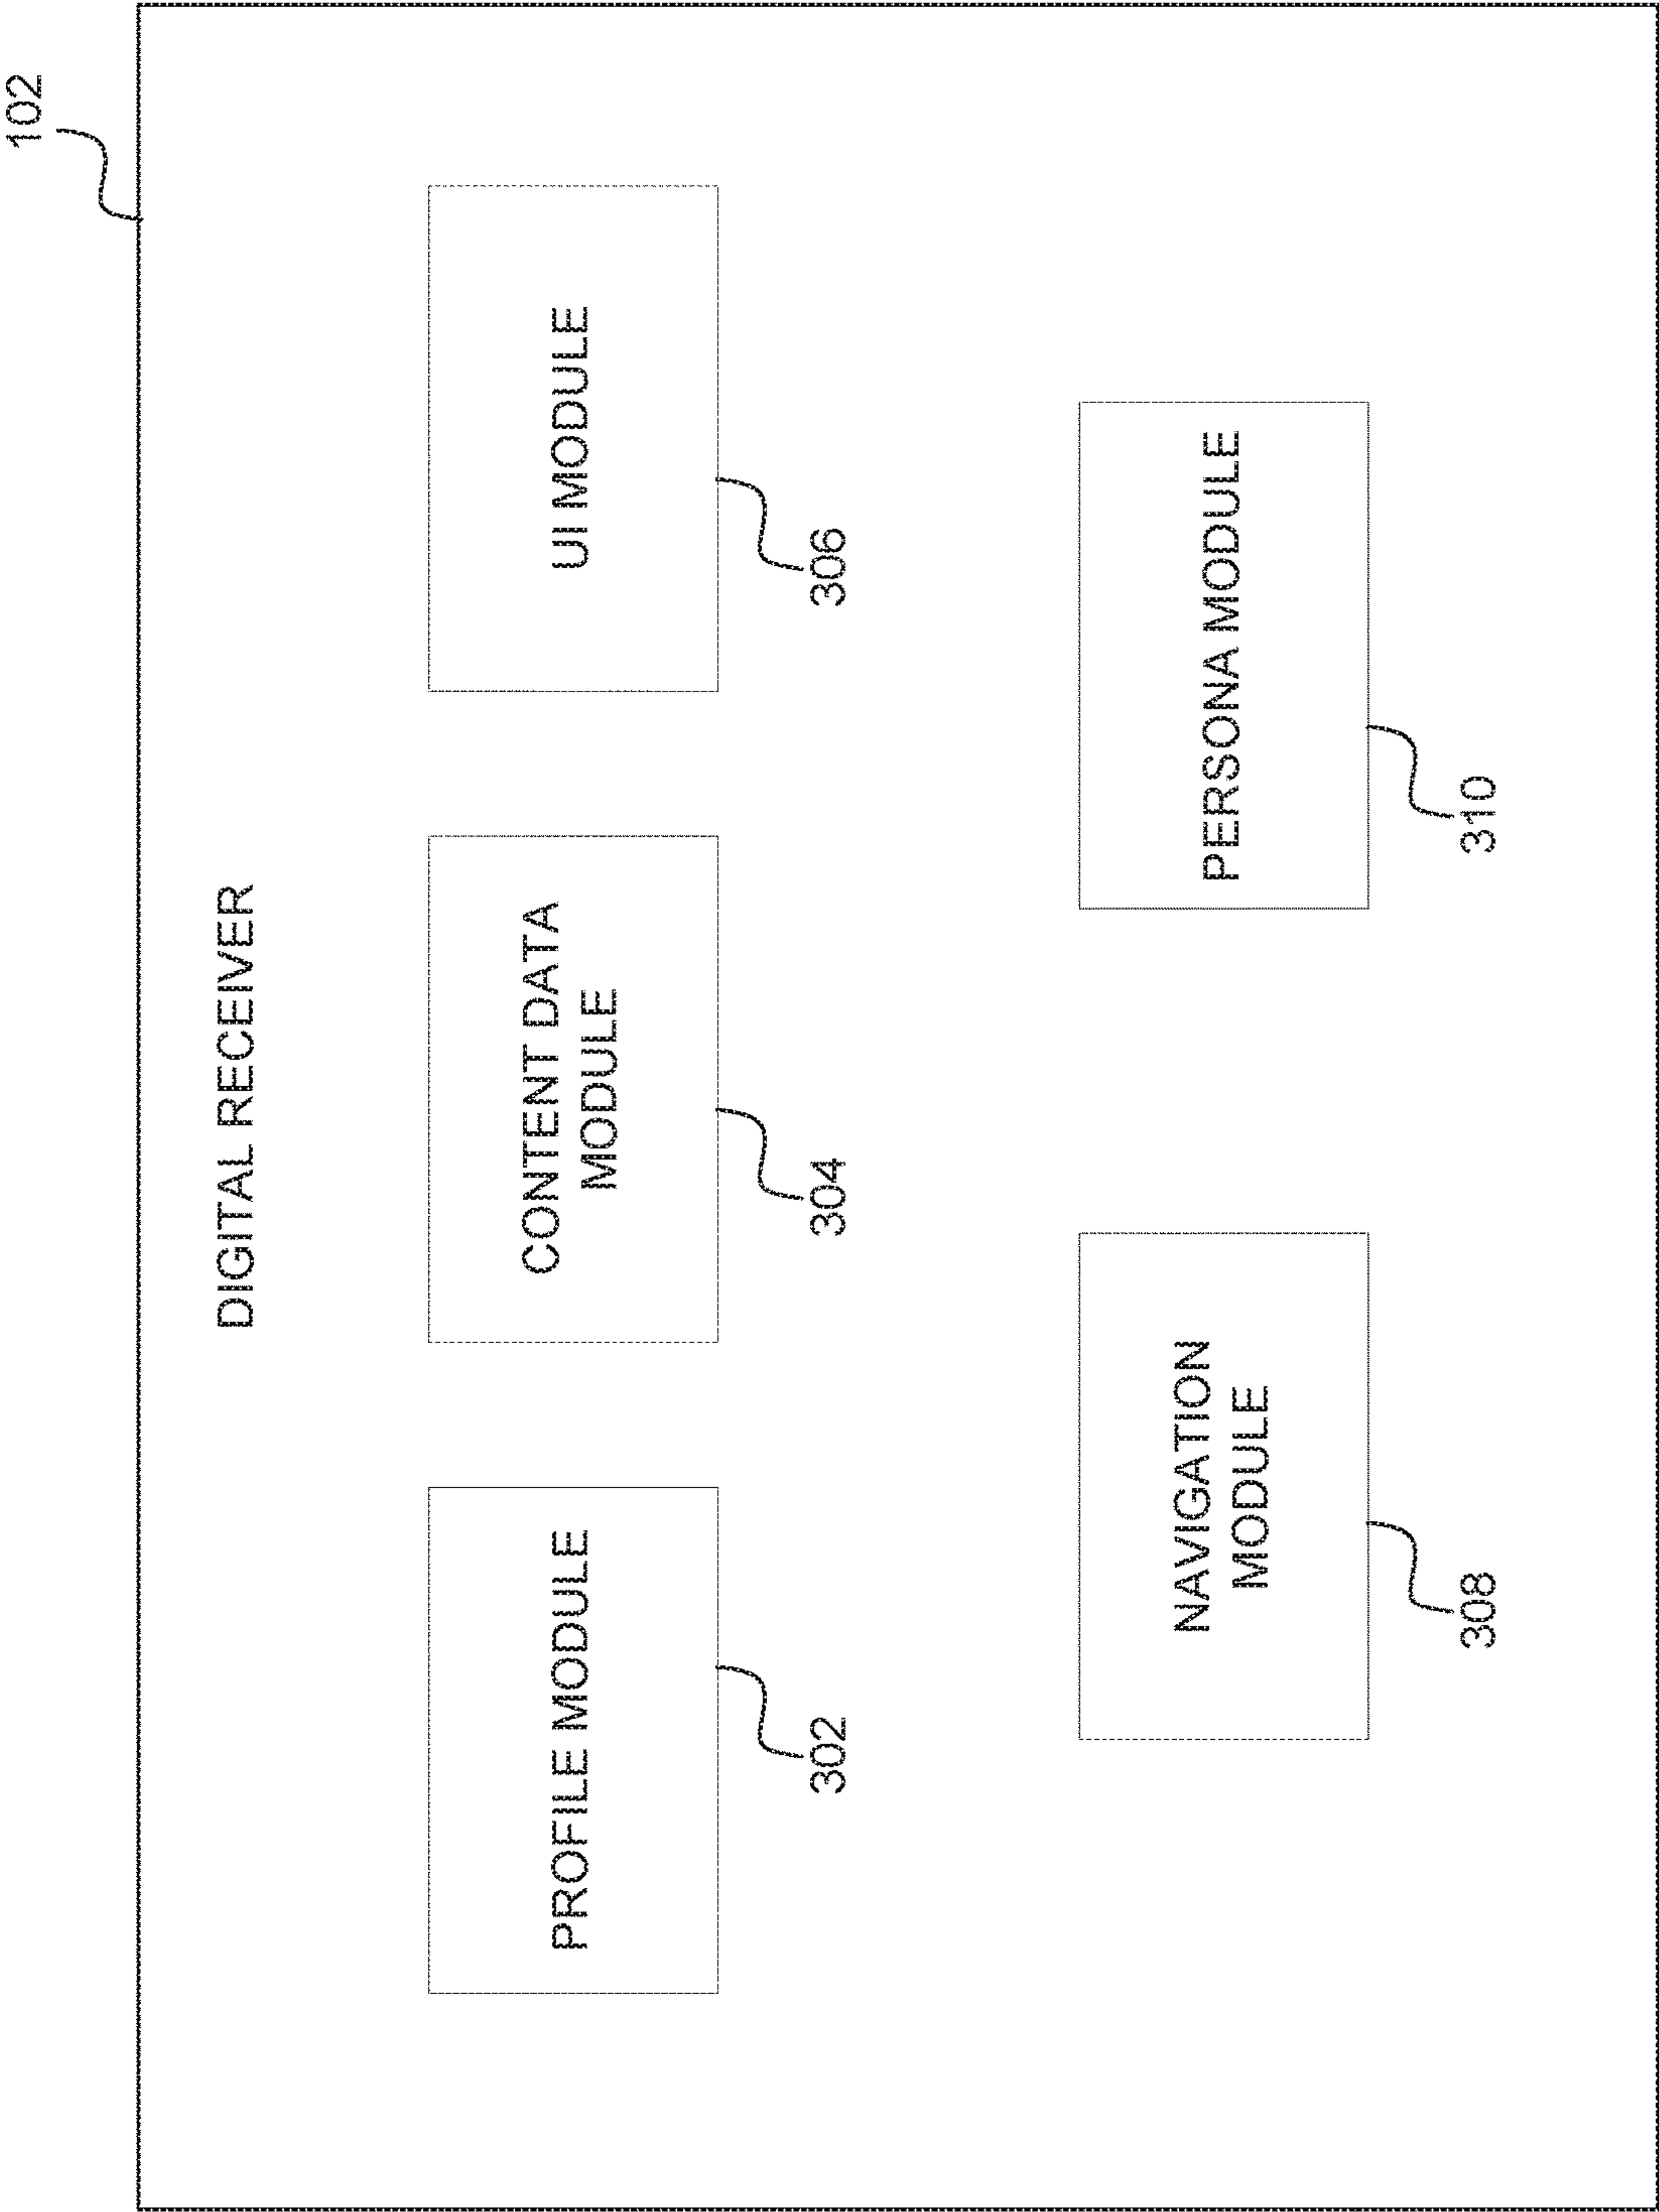 102
DIGITAL RECEIVER
PROFILE MODULE
302
CONTENT DATA
MODULE
304
UI MODULE
306
NAVIGATION
MODULE
308
PERSONA MODULE
310